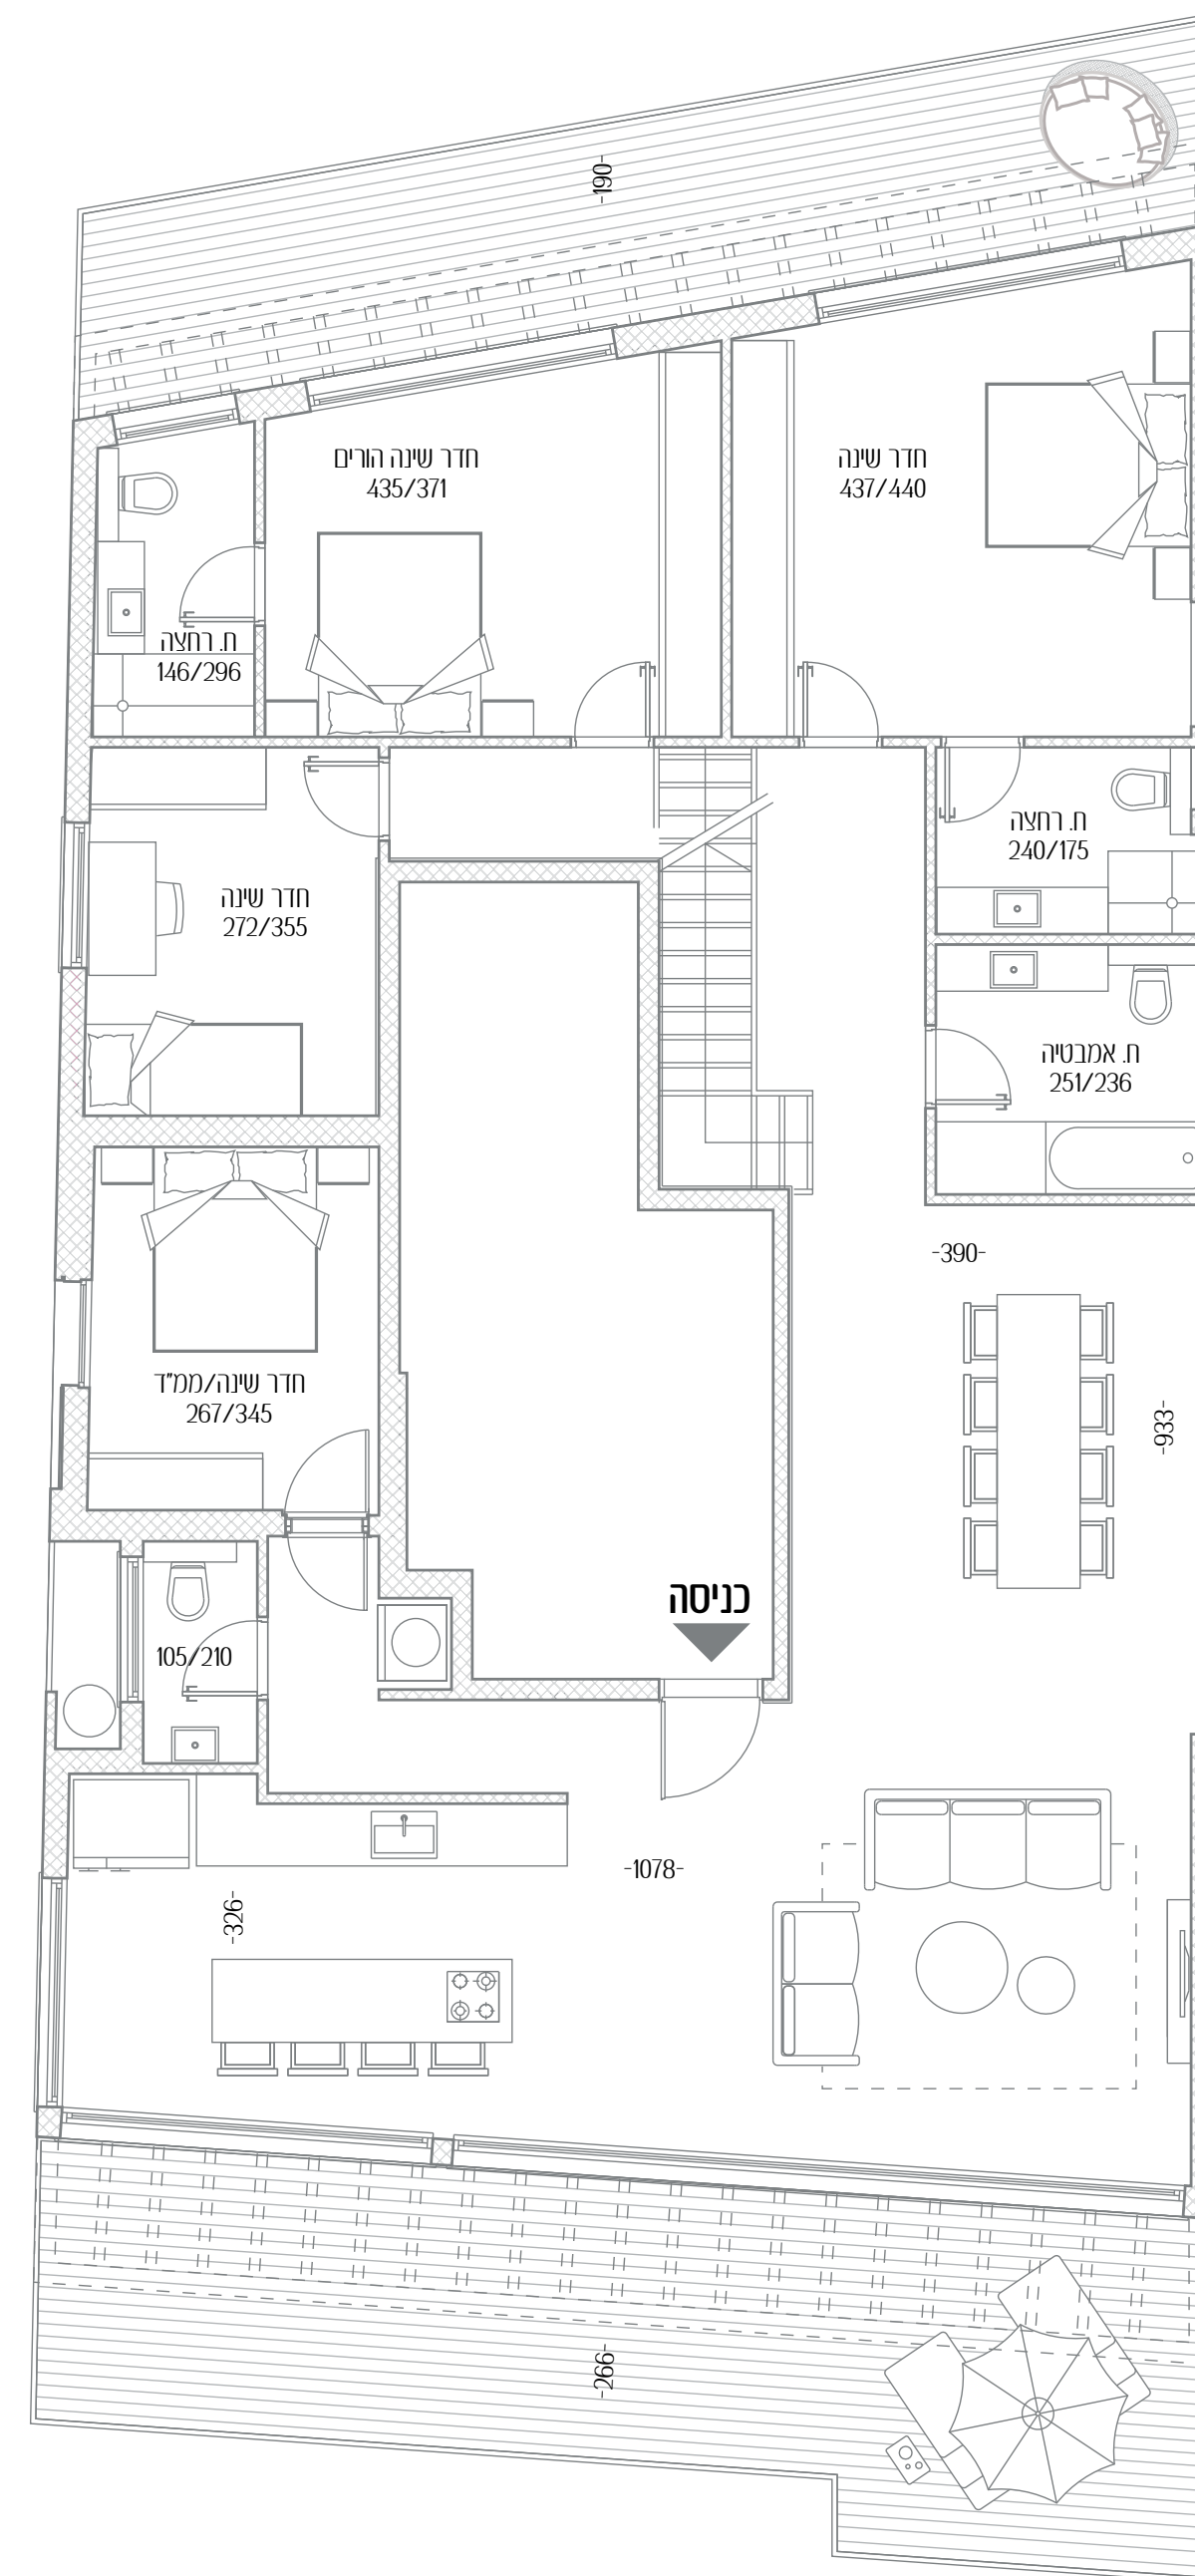 -190-
חדר שינה הורים
435/371
חדר שינה
437/440
ח. רחצה
146/296
ח. רחצה
240/175
חדר שינה
272/355
ח. אמבטיה
251/236
-390-
חדר שינה/ממ"ד
267/345
-933-
כניסה
105/210
-1078-
-326-
-266-